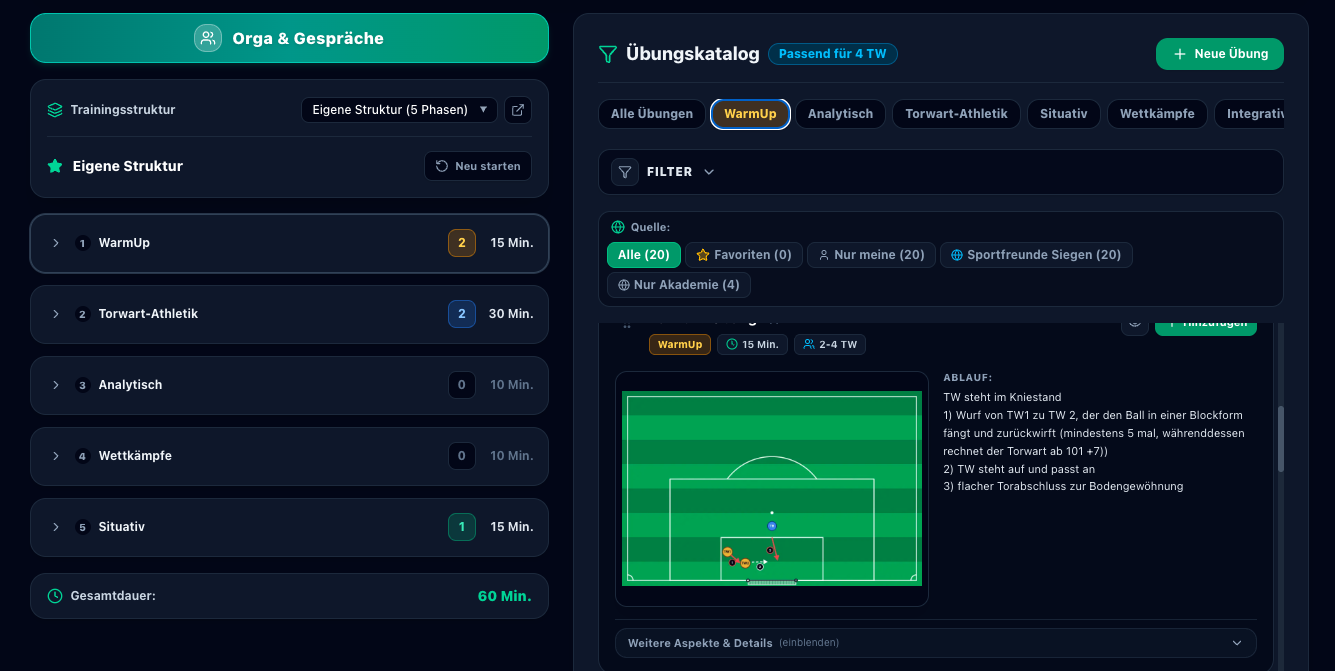 Orga & Gespräche
Trainingsstruktur
Eigene Struktur (5 Phasen)
Eigene Struktur
Neu starten
1 WarmUp 2 15 Min.
2 Torwart-Athletik 2 30 Min.
3 Analytisch 0 10 Min.
4 Wettkämpfe 0 10 Min.
5 Situativ 1 15 Min.
Gesamtdauer: 60 Min.
Übungskatalog
Passend für 4 TW
Neue Übung
Alle Übungen
WarmUp
Analytisch
Torwart-Athletik
Situativ
Wettkämpfe
FILTER
Quelle:
Alle (20)
Favoriten (0)
Nur meine (20)
Sportfreunde Siegen (20)
Nur Akademie (4)
Hinzufügen
WarmUp
15 Min.
2-4 TW
ABLAUF:
TW steht im Kniestand
1) Wurf von TW1 zu TW 2, der den Ball in einer Blockform
fängt und zurückwirft (mindestens 5 mal, währenddessen
rechnet der Torwart ab 101 +7))
2) TW steht auf und passt an
3) flacher Torabschluss zur Bodengewöhnung
Weitere Aspekte & Details (einblenden)